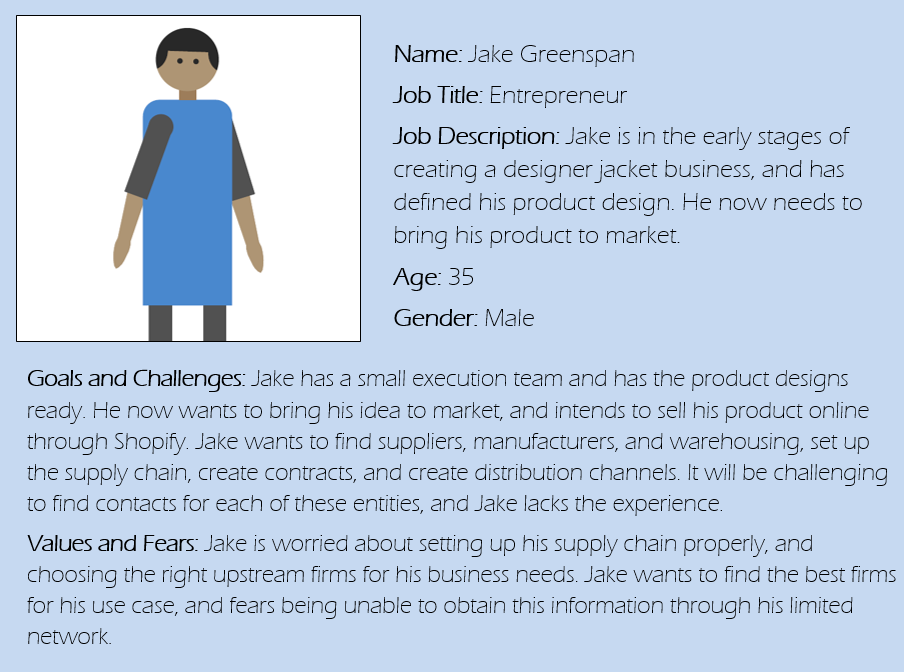 Name: Jake Greenspan
Job Title: Entrepreneur
Job Description: Jake is in the early stages of
creating a designer jacket business, and has
defined his product design. He now needs to
bring his product to market.
Age: 35
Gender: Male
Goals and Challenges: Jake has a small execution team and has the product designs
ready. He now wants to bring his idea to market, and intends to sell his product online
through Shopify. Jake wants to find suppliers, manufacturers, and warehousing, set up
the supply chain, create contracts, and create distribution channels. It will be challenging
to find contacts for each of these entities, and Jake lacks the experience.
Values and Fears: Jake is worried about setting up his supply chain properly, and
choosing the right upstream firms for his business needs. Jake wants to find the best firms
for his use case, and fears being unable to obtain this information through his limited
network.